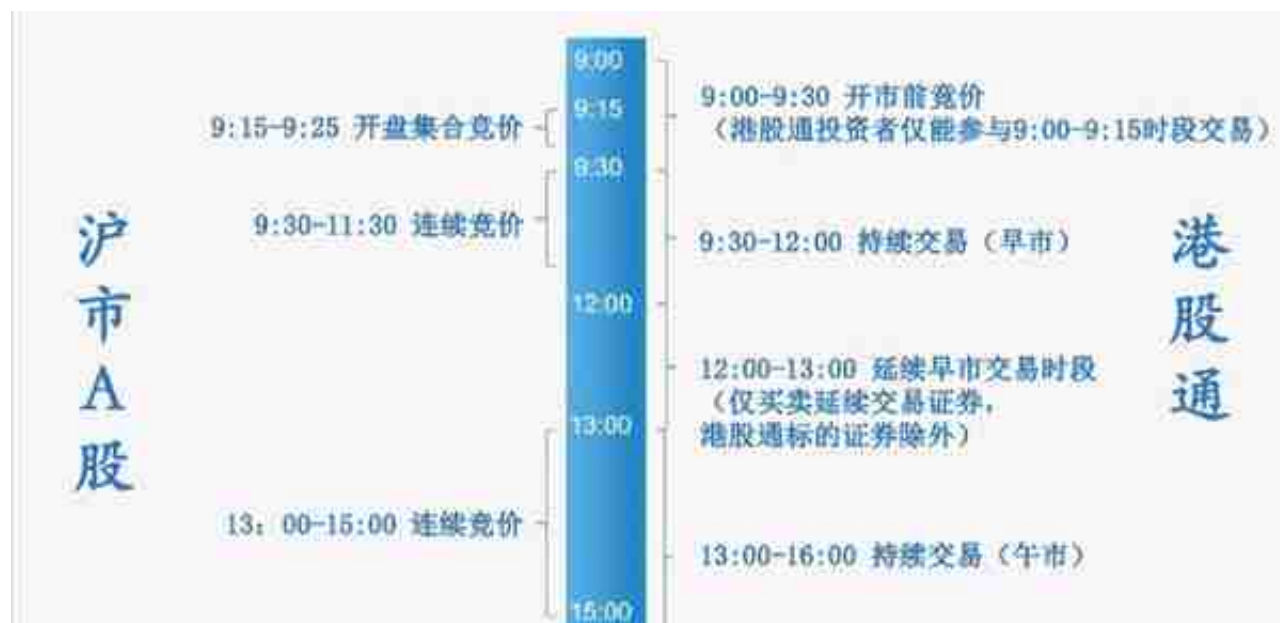 沪市A股
9:15-9:25 开盘集合竞价
9:30-11:30 连续竞价
13：00-15:00 连续竞价
9:00
9:15
9:30
12:00
13:00
15:00
9:00-9:30 开市前竞价
（港股通投资者仅能参与9:00-9:15时段交易）
9:30-12:00 持续交易（早市）
12:00-13:00 延续早市交易时段
（仅买卖延续交易证券，
港股通标的证券除外）
13:00-16:00 持续交易（午市）
港股通